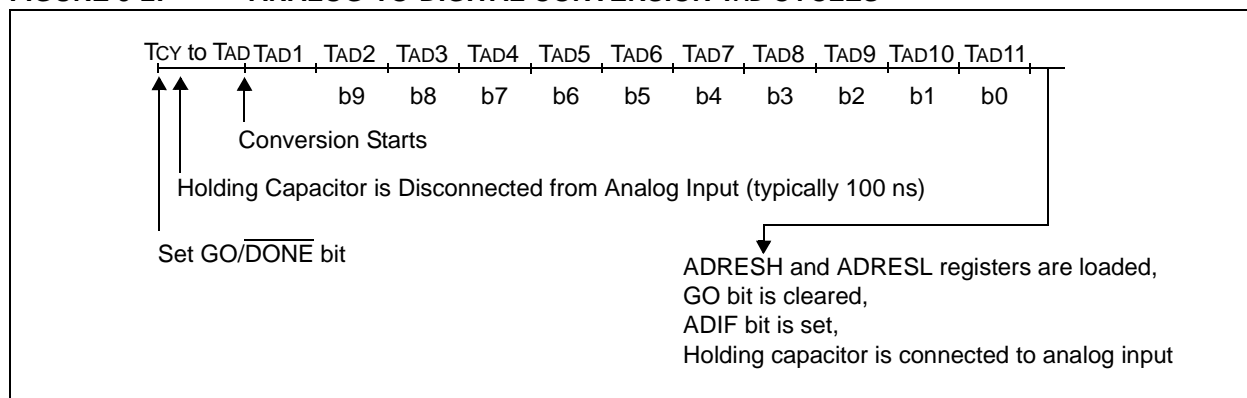 TCY to TAD TAD1 TAD2 TAD3 TAD4 TAD5 TAD6 TAD7 TAD8 TAD9 TAD10 TAD11
b9 b8 b7 b6 b5 b4 b3 b2 b1 b0
Conversion Starts
Holding Capacitor is Disconnected from Analog Input (typically 100 ns)
Set GO/DONE bit
ADRESH and ADRESL registers are loaded,
GO bit is cleared,
ADIF bit is set,
Holding capacitor is connected to analog input